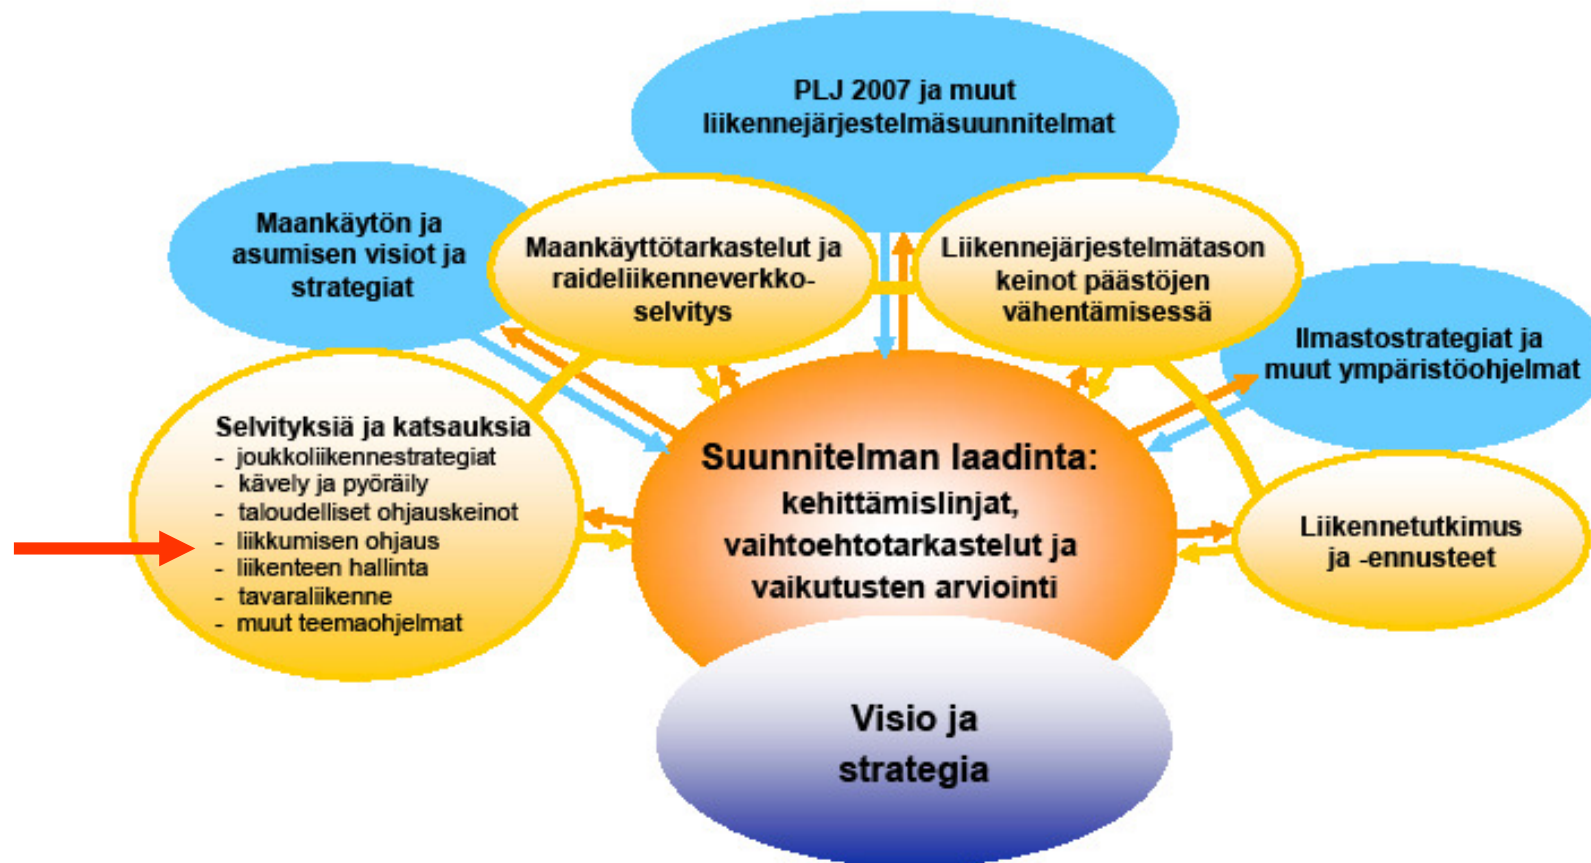 PLJ 2007 ja muut
liikennejärjestelmäsuunnitelmat
Maankäytön ja
asumisen visiot ja
strategiat
Maankäyttötarkastelut ja
raideliikenneverkko-
selvitys
Liikennejärjestelmätason
keinot päästöjen
vähentämisessä
Ilmastostrategiat ja
muut ympäristöohjelmat
Selvityksiä ja katsauksia
- joukkoliikennestrategiat
- kävely ja pyöräily
- taloudelliset ohjauskeinot
- liikkumisen ohjaus
- liikenteen hallinta
- tavaraliikenne
- muut teemaohjelmat
Suunnitelman laadinta:
kehittämislinjat,
vaihtoehtotarkastelut ja
vaikutusten arviointi
Liikennetutkimus
ja -ennusteet
Visio ja
strategia